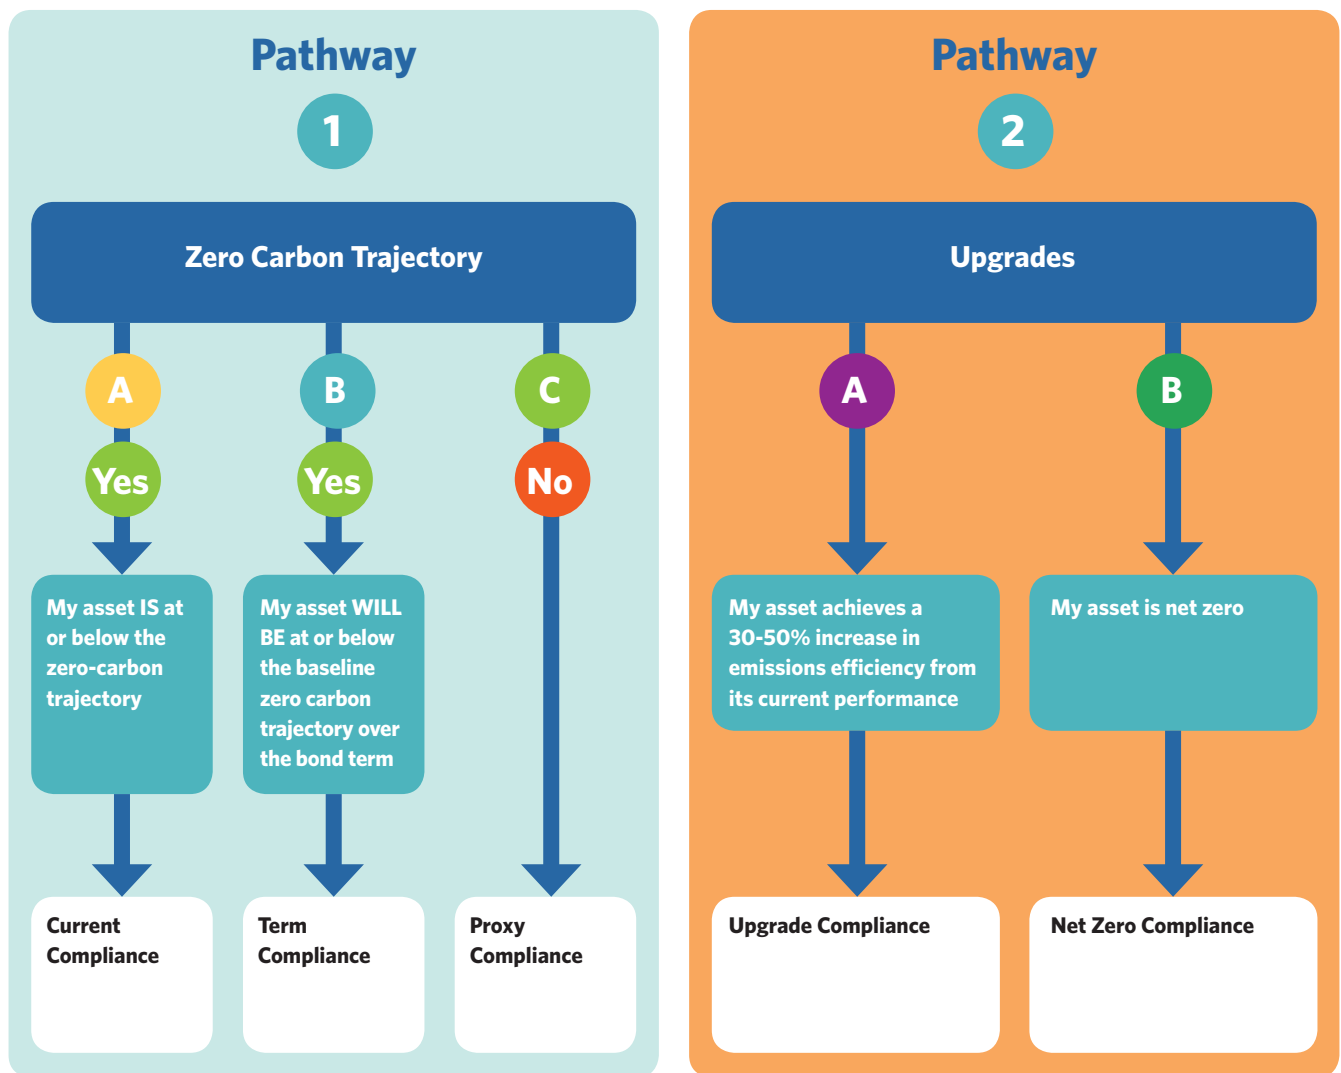 Pathway
1
Zero Carbon Trajectory
A
B
C
Yes
Yes
No
My asset IS at
or below the
zero-carbon
trajectory
My asset WILL
BE at or below
the baseline
zero carbon
trajectory over
the bond term
Current
Compliance
Term
Compliance
Proxy
Compliance
Pathway
2
Upgrades
A
B
My asset achieves a
30-50% increase in
emissions efficiency from
its current performance
My asset is net zero
Upgrade Compliance
Net Zero Compliance